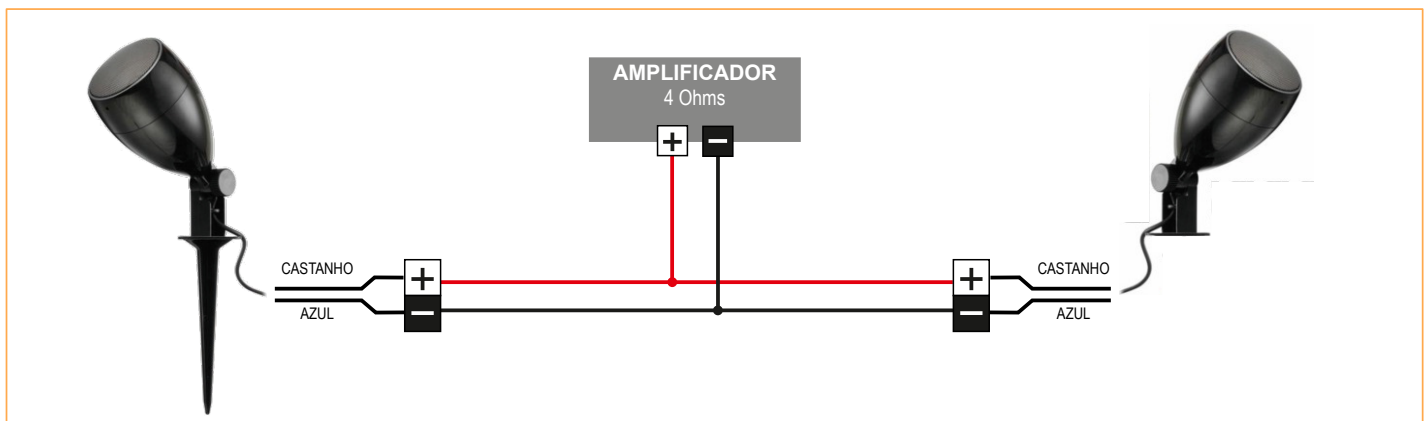 AMPLIFICADOR
4 Ohms
+ −
CASTANHO
+
AZUL
−
+
CASTANHO
−
AZUL